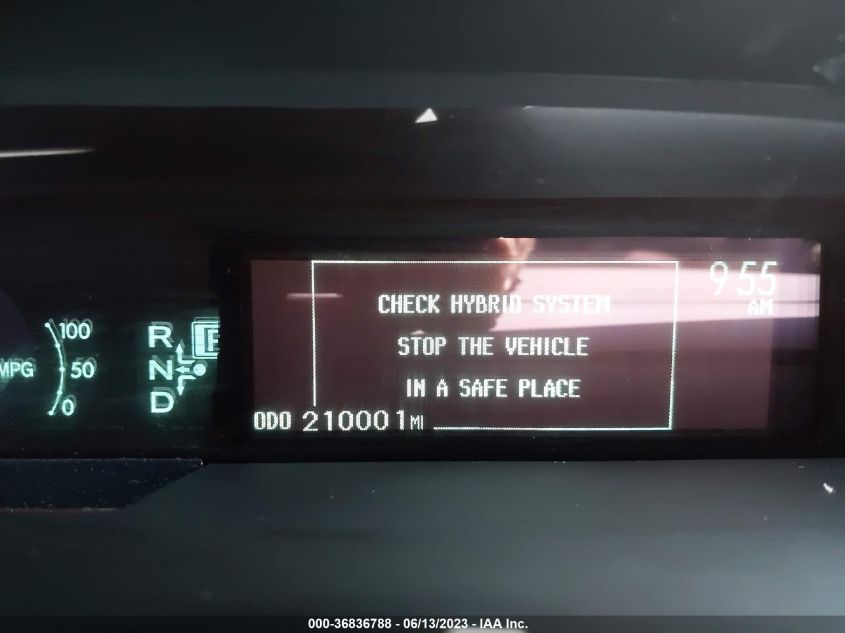 9:55
AM
CHECK HYBRID SYSTEM
STOP THE VEHICLE
IN A SAFE PLACE
ODO 210001 MI
100
50
0
MPG
R
N
D
P
000-36836788 - 06/13/2023 - IAA Inc.